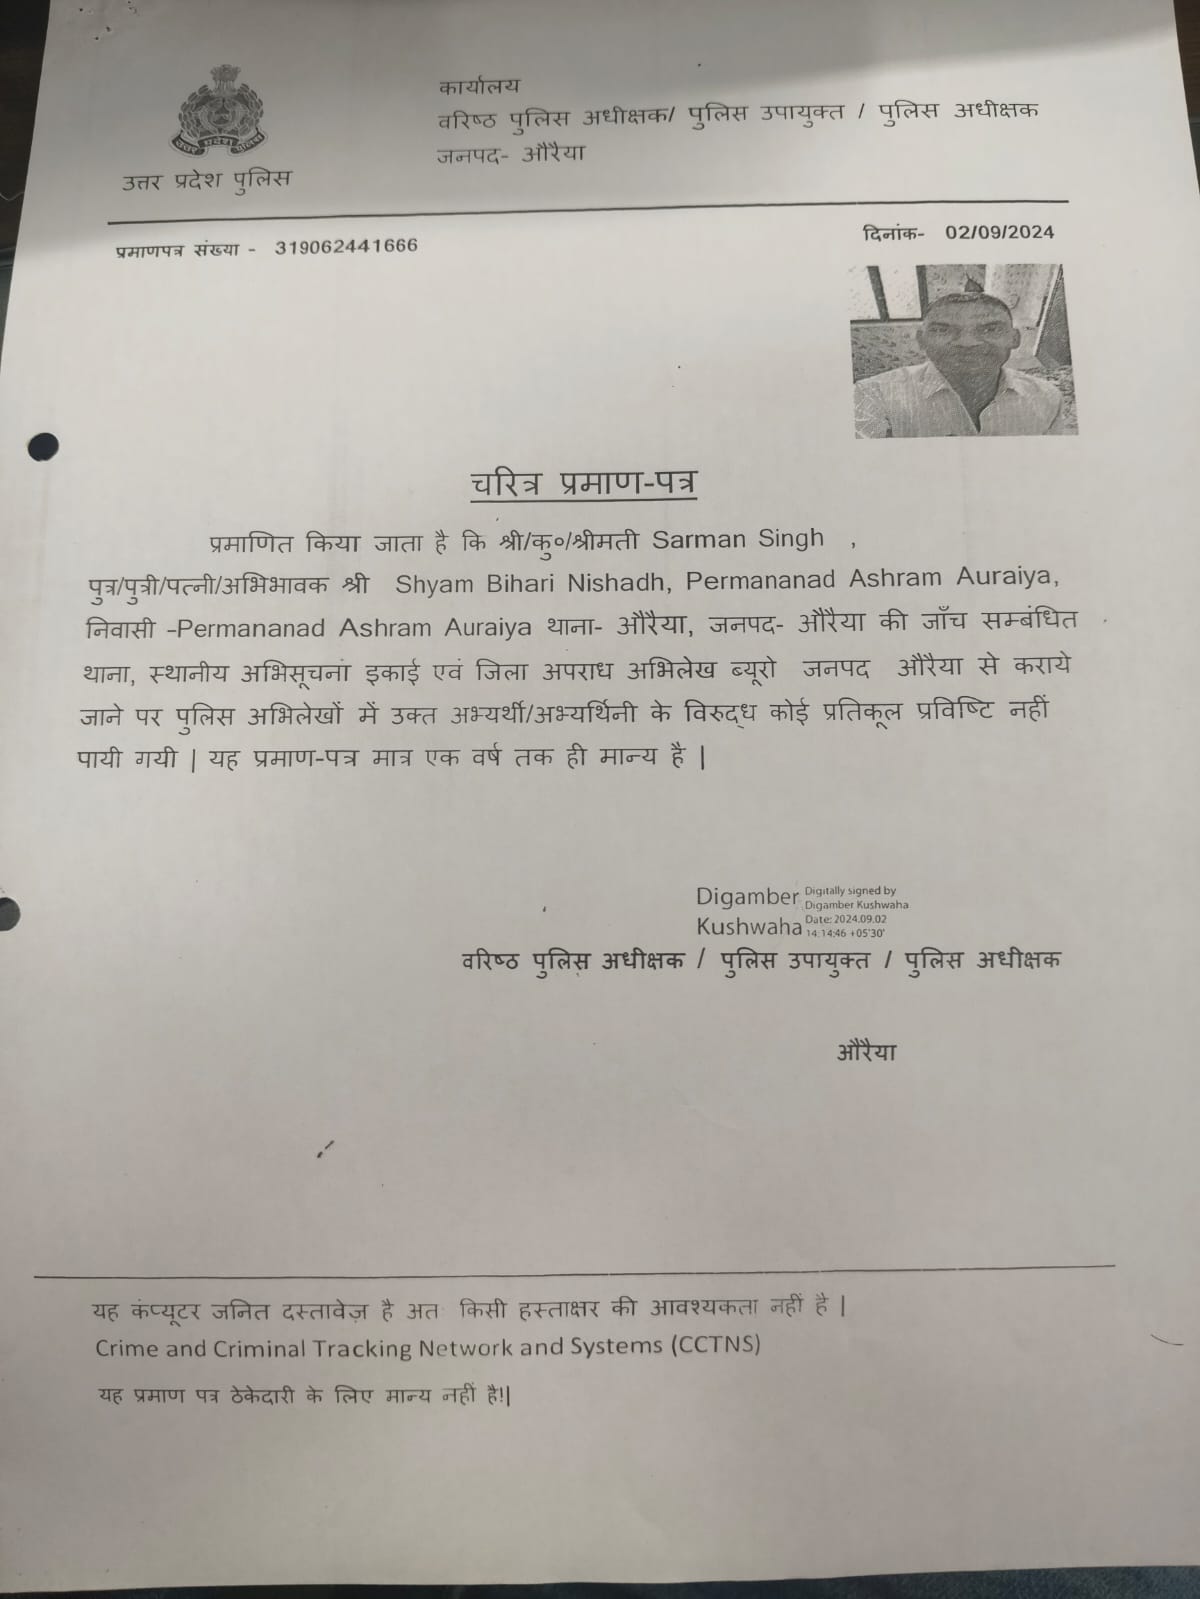 कार्यालय
वरिष्ठ पुलिस अधीक्षक/ पुलिस उपायुक्त / पुलिस अधीक्षक
जनपद- औरैया
उत्तर प्रदेश पुलिस
उत्तर प्रदेश पुलिस
प्रमाणपत्र संख्या - 319062441666
दिनांक- 02/09/2024
चरित्र प्रमाण-पत्र
प्रमाणित किया जाता है कि श्री/कु०/श्रीमती Sarman Singh ,
पुत्र/पुत्री/पत्नी/अभिभावक श्री Shyam Bihari Nishadh, Permananad Ashram Auraiya,
निवासी –Permananad Ashram Auraiya थाना- औरैया, जनपद- औरैया की जाँच सम्बंधित
थाना, स्थानीय अभिसूचना इकाई एवं जिला अपराध अभिलेख ब्यूरो जनपद औरैया से कराये
जाने पर पुलिस अभिलेखों में उक्त अभ्यर्थी/अभ्यर्थिनी के विरुद्ध कोई प्रतिकूल प्रविष्टि नहीं
पायी गयी | यह प्रमाण-पत्र मात्र एक वर्ष तक ही मान्य है |
Digamber Kushwaha
Digitally signed by
Digamber Kushwaha
Date: 2024.09.02
14:14:46 +05'30'
वरिष्ठ पुलिस अधीक्षक / पुलिस उपायुक्त / पुलिस अधीक्षक
औरैया
यह कंप्यूटर जनित दस्तावेज़ है अतः किसी हस्ताक्षर की आवश्यकता नहीं है |
Crime and Criminal Tracking Network and Systems (CCTNS)
यह प्रमाण पत्र ठेकेदारी के लिए मान्य नहीं है!|